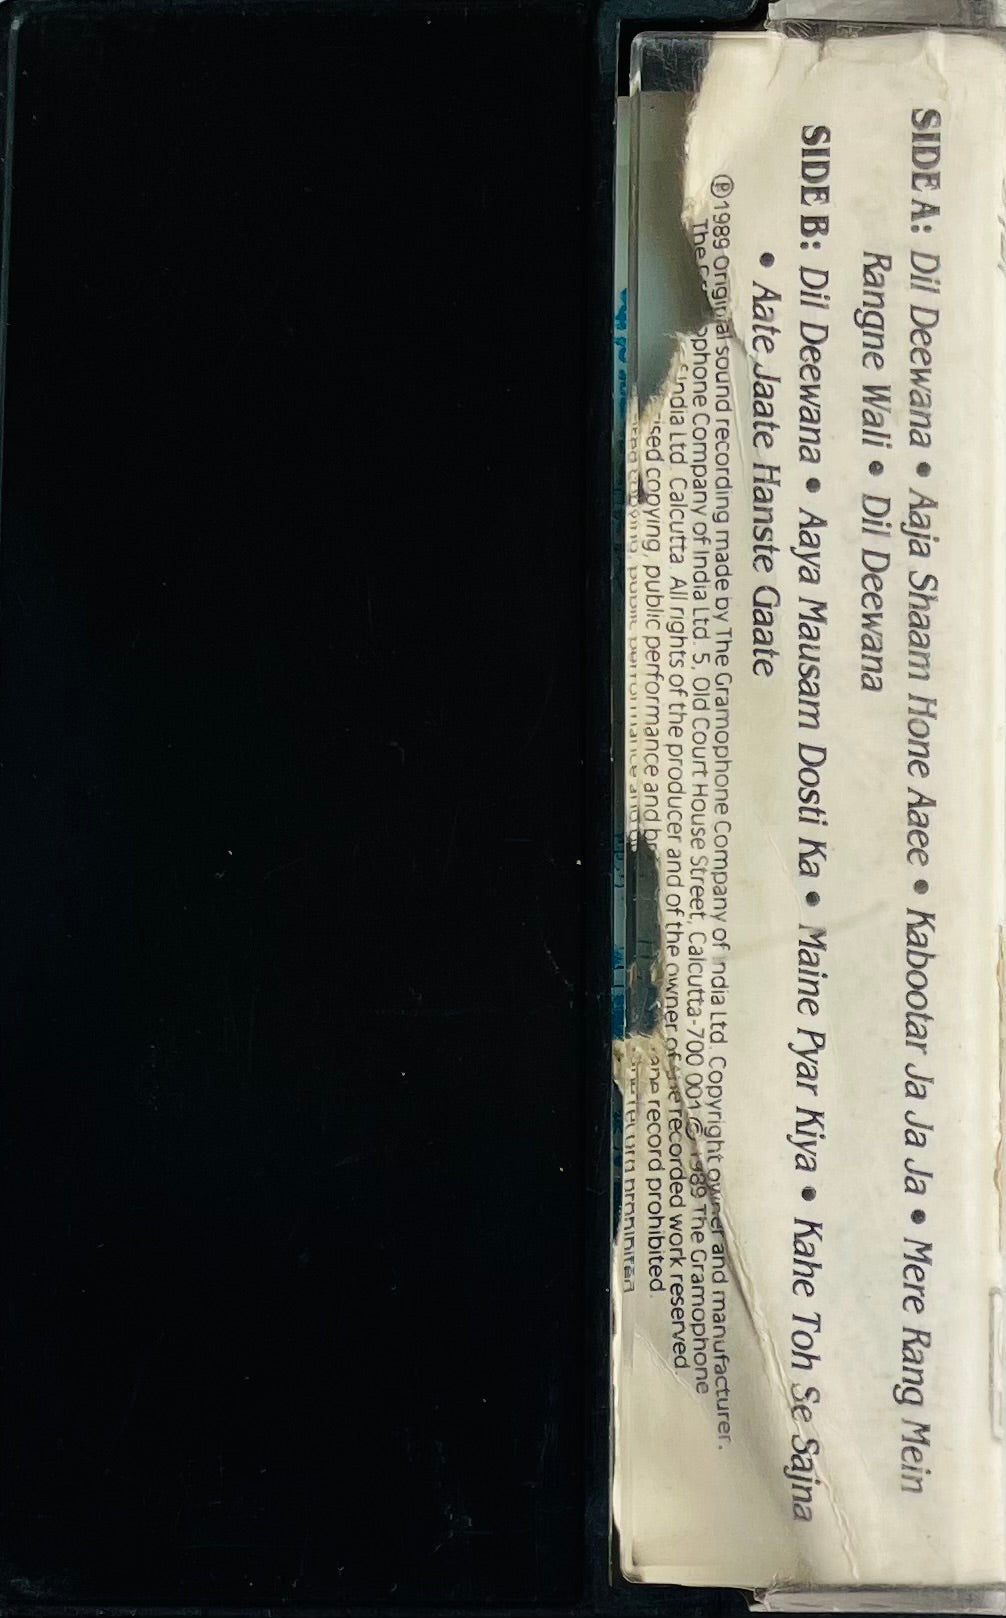 SIDE A: Dil Deewana • Aaja Shaam Hone Aaee • Kabootar Ja Ja Ja • Mere Rang Mein
Rangne Wali • Dil Deewana
SIDE B: Dil Deewana • Aaya Mausam Dosti Ka • Maine Pyar Kiya • Kahe Toh Se Sajna
• Aate Jaate Hanste Gaate
Ⓟ1989 Original sound recording made by The Gramophone Company of India Ltd. Copyright owner and manufacturer.
The Company of India Ltd. 5, Old Court House Street, Calcutta-700 001 © 1989 The Gramophone
India Ltd. Calcutta. All rights of the producer and of the owner of the recorded work reserved.
copying, public performance and record prohibited.